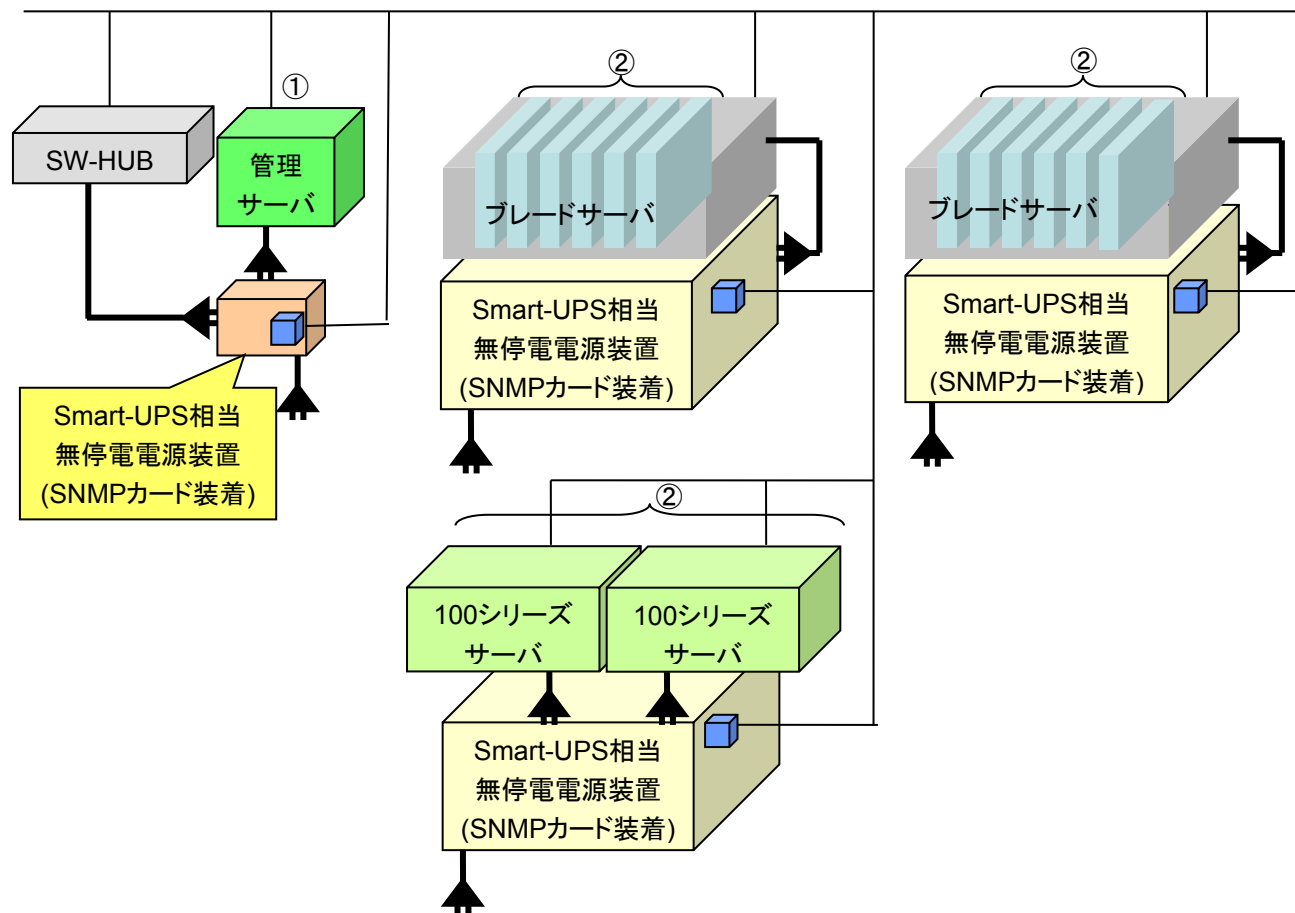 ①
②
②
SW-HUB
管理
サーバ
ブレードサーバ
ブレードサーバ
Smart-UPS相当
無停電電源装置
(SNMPカード装着)
Smart-UPS相当
無停電電源装置
(SNMPカード装着)
Smart-UPS相当
無停電電源装置
(SNMPカード装着)
②
100シリーズ
サーバ
100シリーズ
サーバ
Smart-UPS相当
無停電電源装置
(SNMPカード装着)